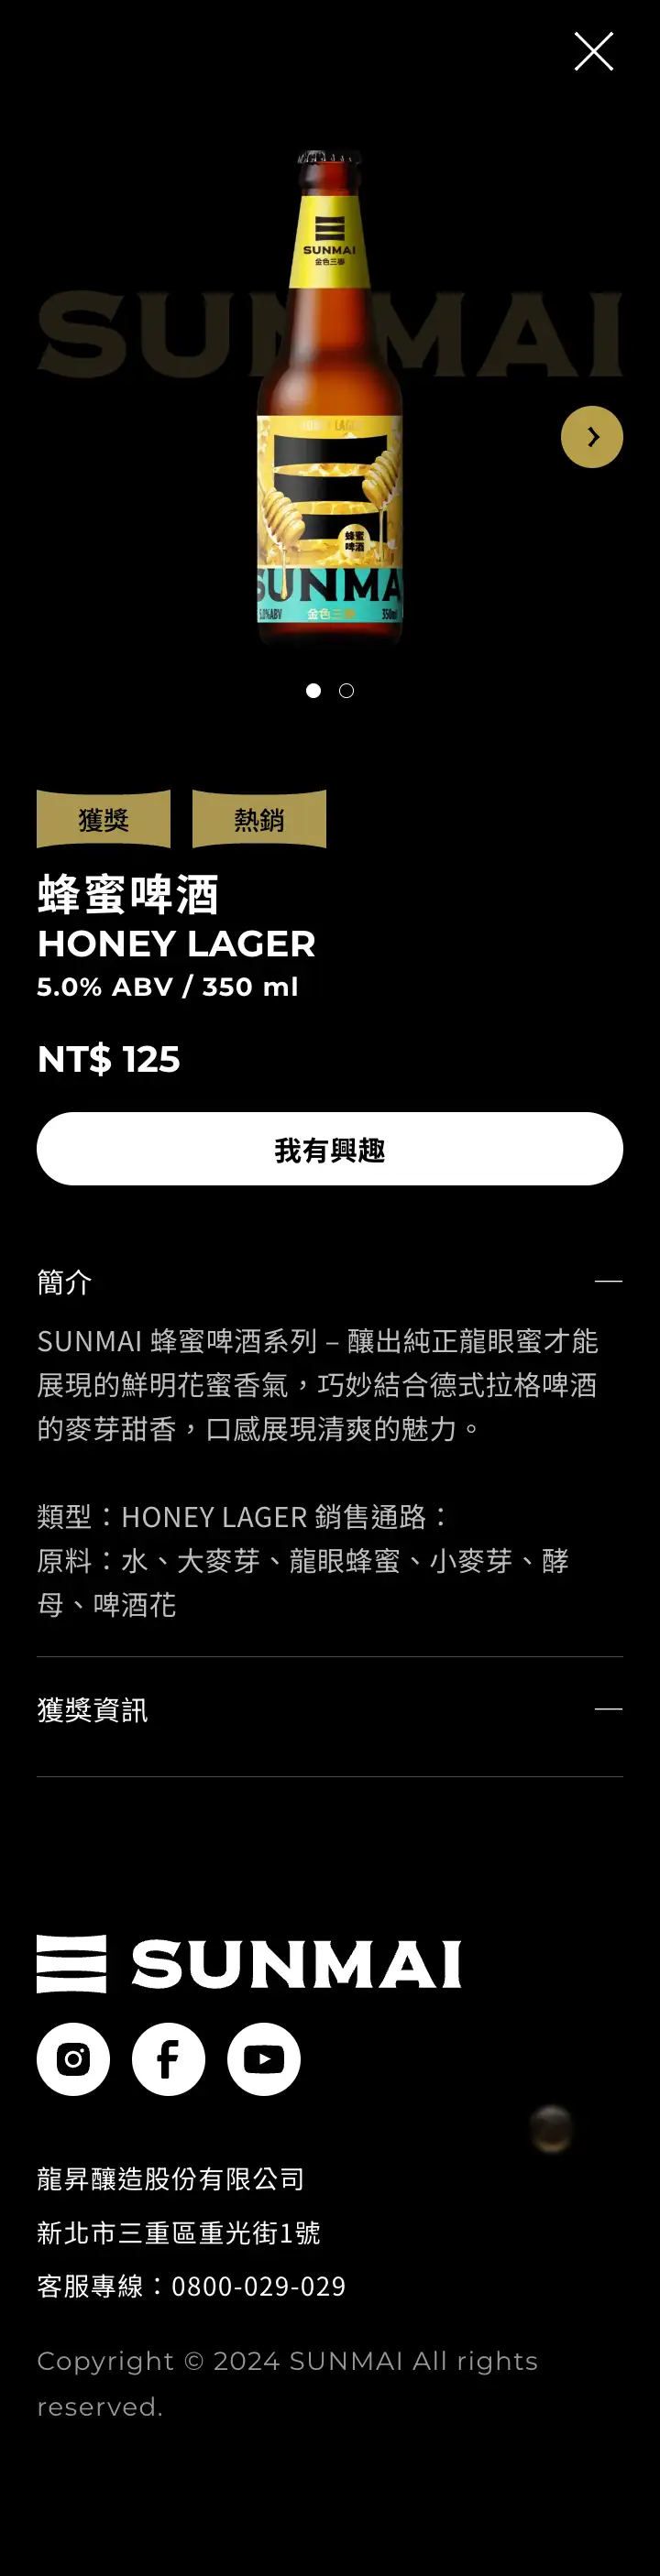 SUNMAI
SUNMAI
金色三麥
HONEY LAGER
蜂蜜
啤酒
SUNMA
5.0%ABV 金色三麥 350ml
獲獎 熱銷
蜂蜜啤酒
HONEY LAGER
5.0% ABV / 350 ml
NT$ 125
我有興趣
簡介
SUNMAI 蜂蜜啤酒系列 – 釀出純正龍眼蜜才能
展現的鮮明花蜜香氣，巧妙結合德式拉格啤酒
的麥芽甜香，口感展現清爽的魅力。
類型：HONEY LAGER 銷售通路：
原料：水、大麥芽、龍眼蜂蜜、小麥芽、酵
母、啤酒花
獲獎資訊
SUNMAI
龍昇釀造股份有限公司
新北市三重區重光街1號
客服專線：0800-029-029
Copyright © 2024 SUNMAI All rights
reserved.